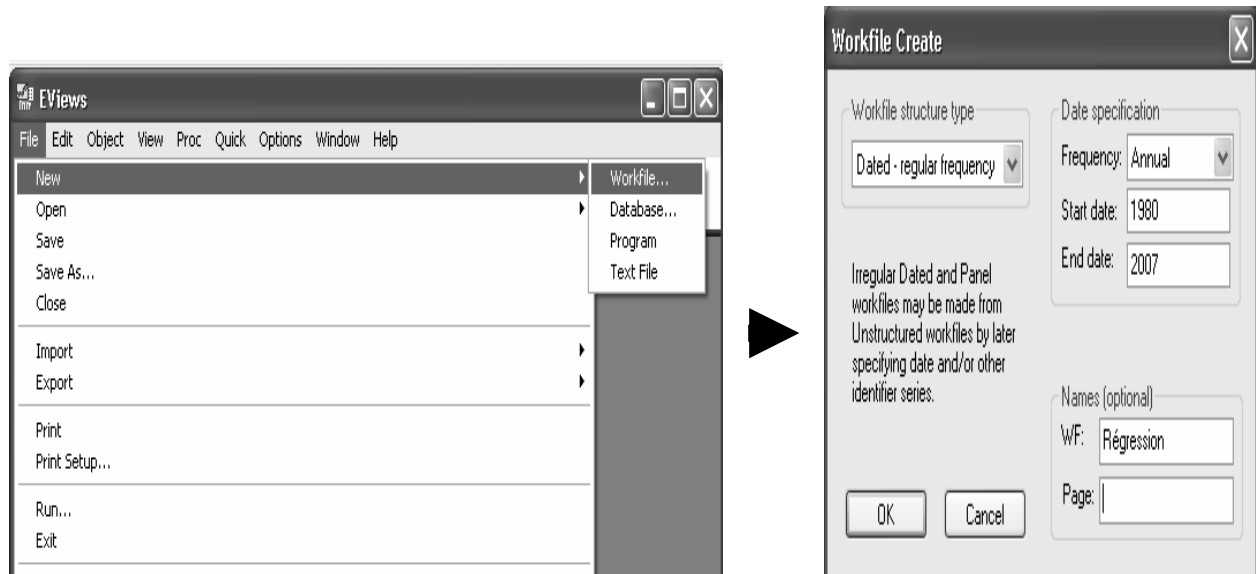 EViews
File Edit Object View Proc Quick Options Window Help
New
Open
Save
Save As...
Close
Import
Export
Print
Print Setup...
Run...
Exit
Workfile...
Database...
Program
Text File
Workfile Create
Workfile structure type
Dated - regular frequency
Irregular Dated and Panel
workfiles may be made from
Unstructured workfiles by later
specifying date and/or other
identifier series.
Date specification
Frequency: Annual
Start date: 1980
End date: 2007
Names (optional)
WF: Régression
Page:
OK Cancel